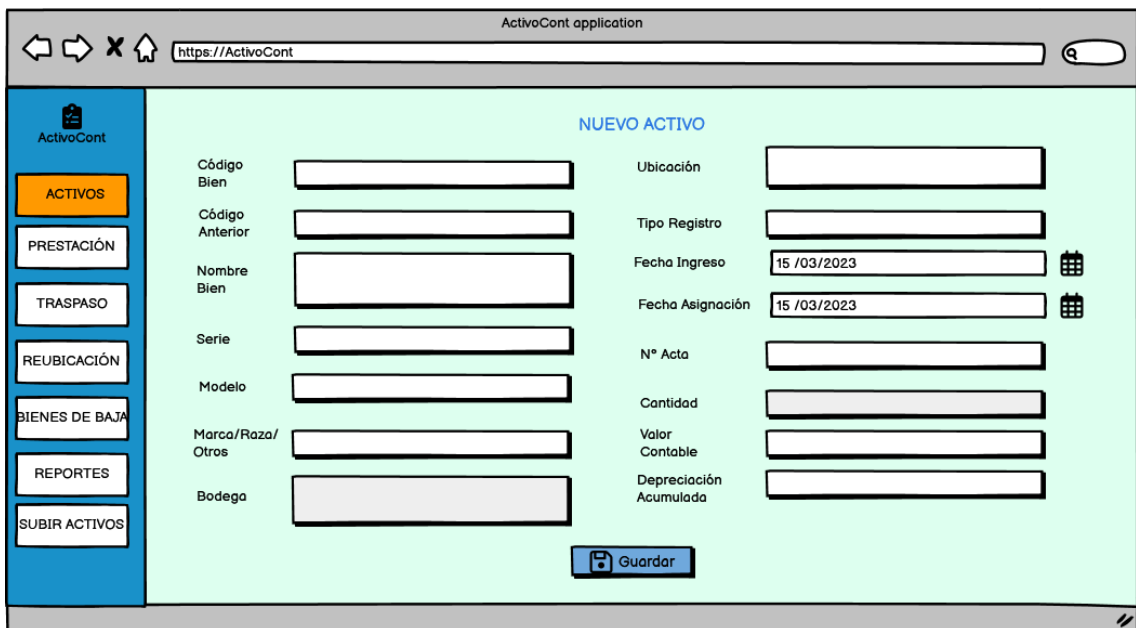 ActivoCont application
https://ActivoCont
ActivoCont
ACTIVOS
PRESTACIÓN
TRASPASO
REUBICACIÓN
BIENES DE BAJA
REPORTES
SUBIR ACTIVOS
NUEVO ACTIVO
Código
Bien
Código
Anterior
Nombre
Bien
Serie
Modelo
Marca/Raza/
Otros
Bodega
Ubicación
Tipo Registro
Fecha Ingreso
15 /03/2023
Fecha Asignación
15 /03/2023
N° Acta
Cantidad
Valor
Contable
Depreciación
Acumulada
Guardar